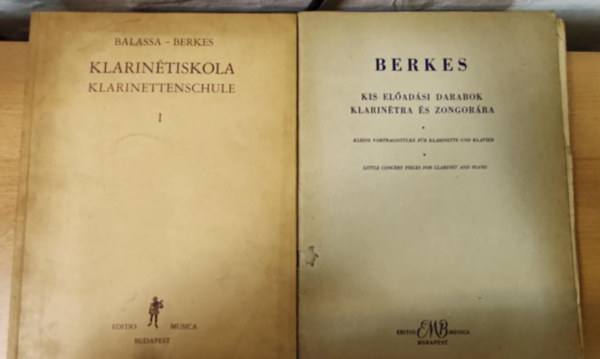 BALASSA – BERKES
KLARINÉTISKOLA
KLARINETTENSCHULE
I
EDITIO MUSICA
BUDAPEST
BERKES
KIS ELŐADÁSI DARABOK
KLARINÉTRA ÉS ZONGORÁRA
KLEINE VORTRAGSSTÜCKE FÜR KLARINETTE UND KLAVIER
LITTLE CONCERT PIECES FOR CLARINET AND PIANO
EDITIO EMB MUSICA
BUDAPEST